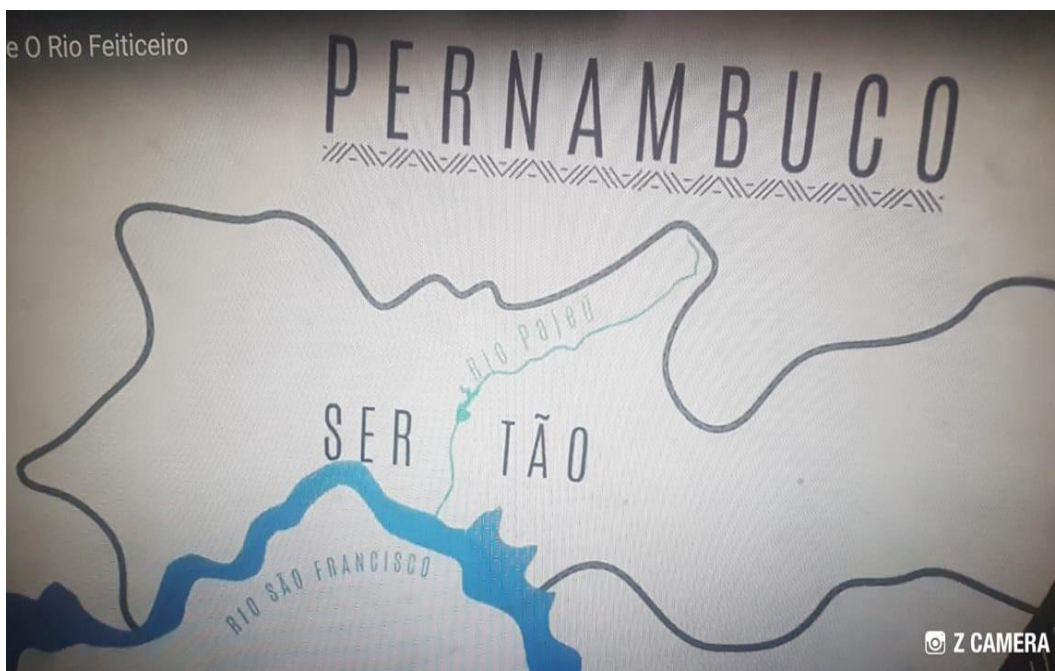 e O Rio Feiticeiro
PERNAMBUCO
RIO PAJEÚ
SER TÃO
RIO SÃO FRANCISCO
Z CAMERA